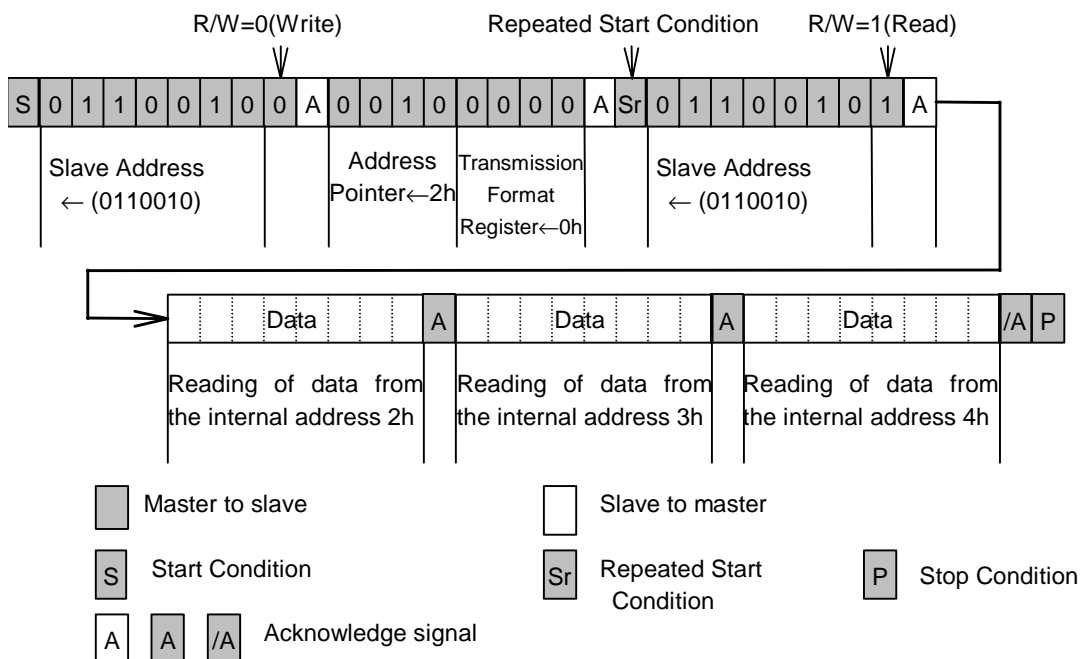 R/W=0(Write) Repeated Start Condition R/W=1(Read)
S 0 1 1 0 0 1 0 0 A 0 0 1 0 0 0 0 0 A Sr 0 1 1 0 0 1 0 1 A
Slave Address
← (0110010)
Address
Pointer←2h
Transmission
Format
Register←0h
Slave Address
← (0110010)
Data A Data A Data /A P
Reading of data from
the internal address 2h
Reading of data from
the internal address 3h
Reading of data from
the internal address 4h
Master to slave Slave to master
S Start Condition Sr Repeated Start
Condition
P Stop Condition
A A /A Acknowledge signal